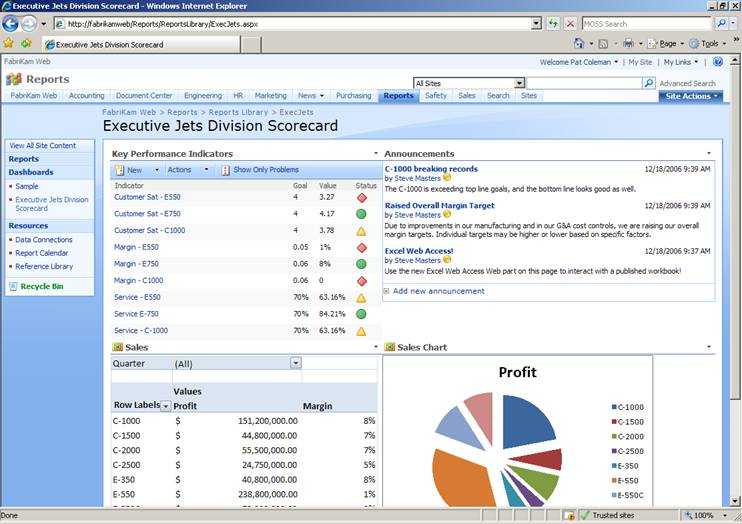 Executive Jets Division Scorecard - Windows Internet Explorer
http://fabrikamweb/Reports/ReportsLibrary/ExecJets.aspx
MOSS Search
Executive Jets Division Scorecard
Page
Tools
FabriKam Web
Welcome Pat Coleman
My Site
My Links
Reports
All Sites
Advanced Search
FabriKam Web
Accounting
Document Center
Engineering
HR
Marketing
News
Purchasing
Reports
Safety
Sales
Search
Sites
Site Actions
FabriKam Web > Reports > Reports Library > ExecJets
Executive Jets Division Scorecard
View All Site Content
Reports
Dashboards
Sample
Executive Jets Division
Scorecard
Resources
Data Connections
Report Calendar
Reference Library
Recycle Bin
Key Performance Indicators
New
Actions
Show Only Problems
Indicator Goal Value Status
Customer Sat - E550 4 3.27
Customer Sat - E750 4 4.17
Customer Sat - C1000 4 3.78
Margin - E550 0.05 1%
Margin - E750 0.06 8%
Margin - C1000 0.06 0
Service - E550 70% 63.16%
Service E-750 70% 84.21%
Service - C-1000 70% 63.16%
Announcements
C-1000 breaking records 12/18/2006 9:39 AM
by Steve Masters
The C-1000 is exceeding top line goals, and the bottom line looks good as well.
Raised Overall Margin Target 12/18/2006 9:39 AM
by Steve Masters
Due to improvements in our manufacturing and in our G&A cost controls, we are raising our overall
margin targets. Individual targets may be higher or lower based on specific factors.
Excel Web Access! 12/18/2006 9:37 AM
by Steve Masters
Use the new Excel Web Access Web part on this page to interact with a published workbook!
Add new announcement
Sales
Quarter (All)
Values
Row Labels Profit Margin
C-1000 $ 151,200,000.00 8%
C-1500 $ 44,800,000.00 7%
C-2000 $ 55,500,000.00 7%
C-2500 $ 24,750,000.00 5%
E-350 $ 40,800,000.00 8%
E-550 $ 238,800,000.00 1%
Sales Chart
Profit
C-1000
C-1500
C-2000
C-2500
E-350
E-550
E-550C
Done
Trusted sites
100%